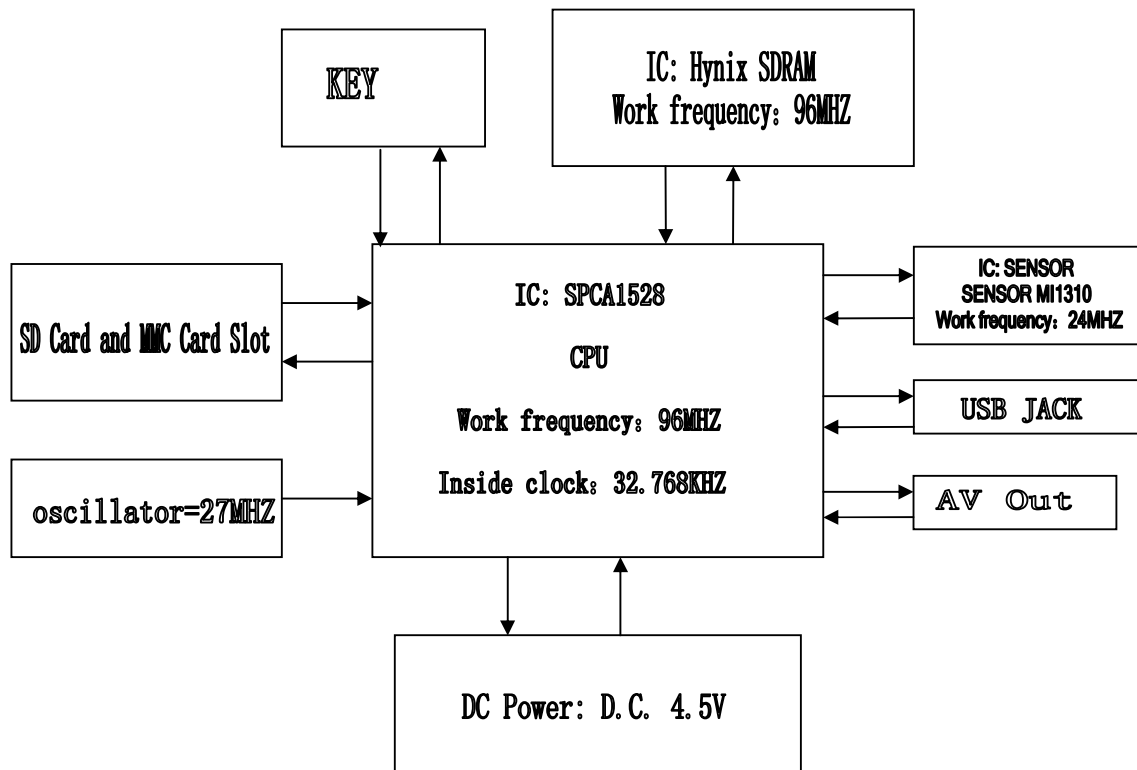 KEY
IC: Hynix SDRAM
Work frequency: 96MHZ
SD Card and MMC Card Slot
IC: SPCA1528
CPU
Work frequency: 96MHZ
Inside clock: 32.768KHZ
IC: SENSOR
SENSOR MI1310
Work frequency: 24MHZ
USB JACK
AV Out
oscillator=27MHZ
DC Power: D.C. 4.5V